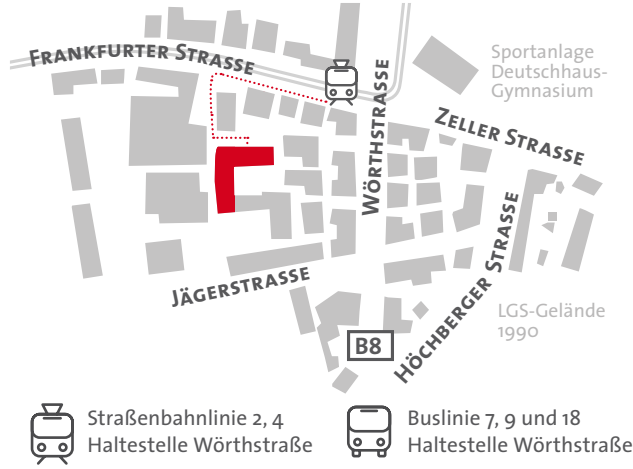 Frankfurter Strasse
Sportanlage
Deutschhaus-
Gymnasium
Wörthstrasse
Zeller Strasse
Jägerstrasse
Höchberger Strasse
LGS-Gelände
1990
B8
Straßenbahnlinie 2, 4
Haltestelle Wörthstraße
Buslinie 7, 9 und 18
Haltestelle Wörthstraße